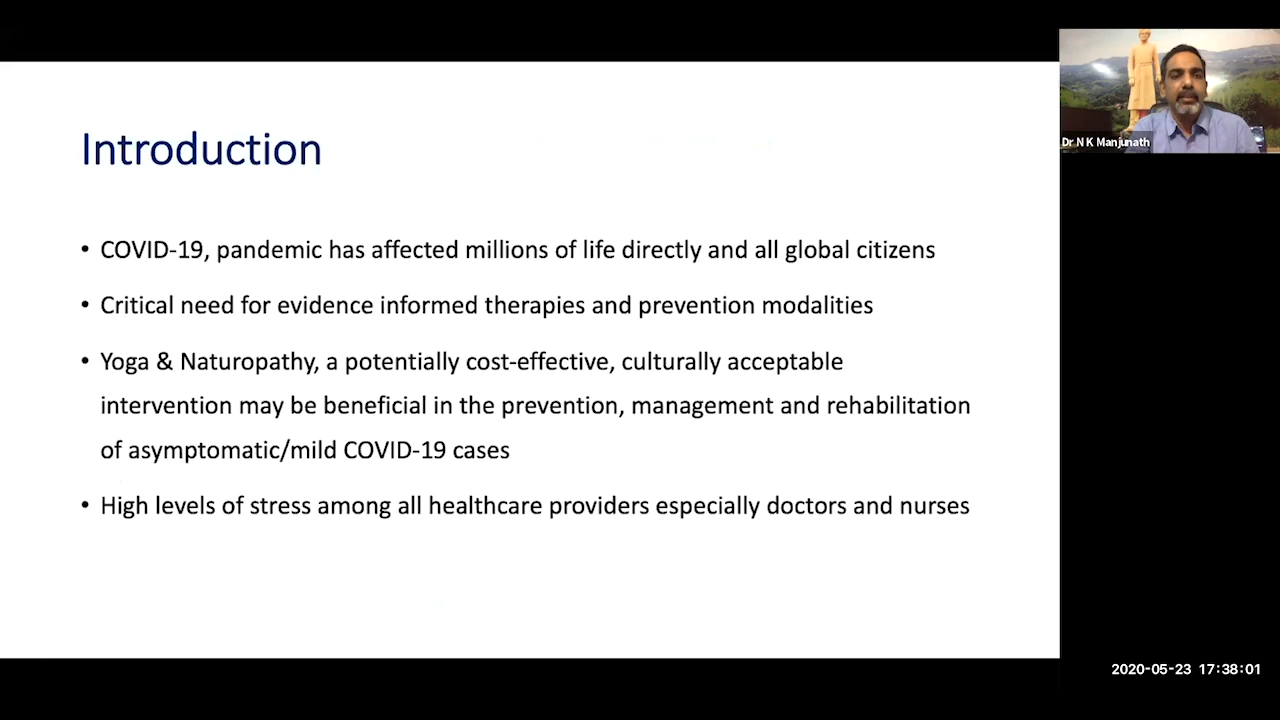 Introduction
• COVID-19, pandemic has affected millions of life directly and all global citizens
• Critical need for evidence informed therapies and prevention modalities
• Yoga & Naturopathy, a potentially cost-effective, culturally acceptable
intervention may be beneficial in the prevention, management and rehabilitation
of asymptomatic/mild COVID-19 cases
• High levels of stress among all healthcare providers especially doctors and nurses
Dr N K Manjunath
2020-05-23 17:38:01